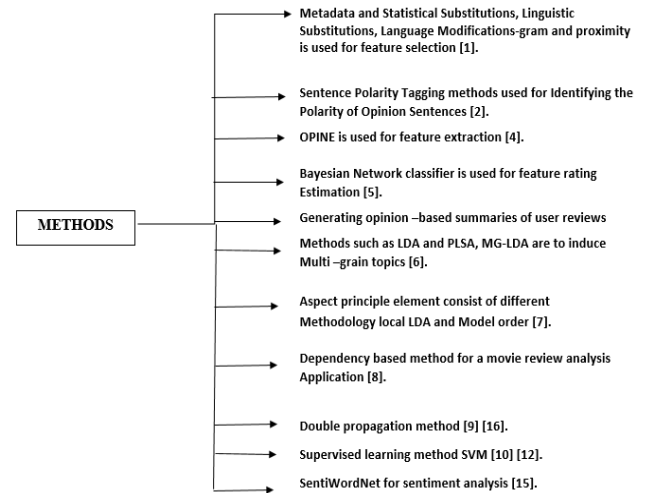 Metadata and Statistical Substitutions, Linguistic
Substitutions, Language Modifications-gram and proximity
is used for feature selection [1].
Sentence Polarity Tagging methods used for Identifying the
Polarity of Opinion Sentences [2].
OPINE is used for feature extraction [4].
Bayesian Network classifier is used for feature rating
Estimation [5].
METHODS
Generating opinion –based summaries of user reviews
Methods such as LDA and PLSA, MG-LDA are to induce
Multi –grain topics [6].
Aspect principle element consist of different
Methodology local LDA and Model order [7].
Dependency based method for a movie review analysis
Application [8].
Double propagation method [9] [16].
Supervised learning method SVM [10] [12].
SentiWordNet for sentiment analysis [15].